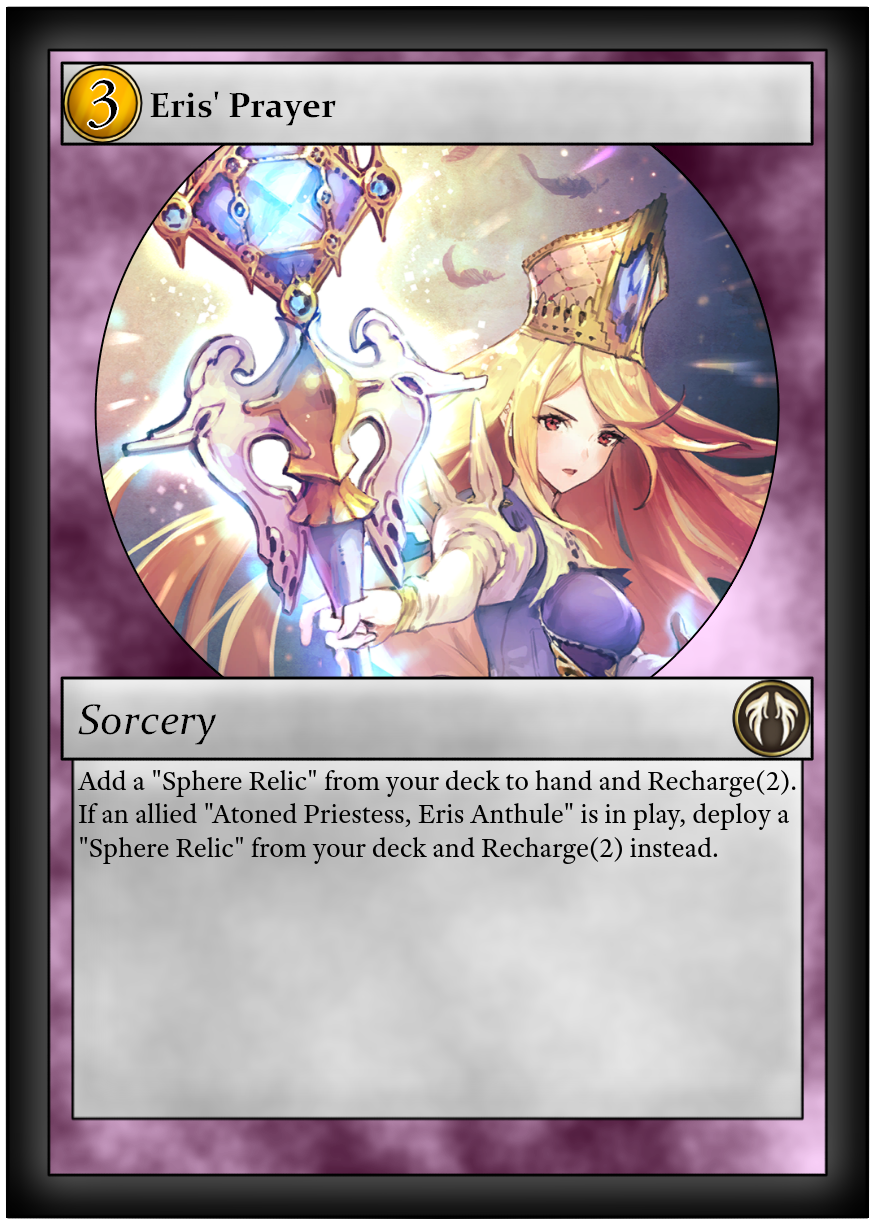 3 Eris' Prayer
Sorcery
Add a "Sphere Relic" from your deck to hand and Recharge(2).
If an allied "Atoned Priestess, Eris Anthule" is in play, deploy a
"Sphere Relic" from your deck and Recharge(2) instead.